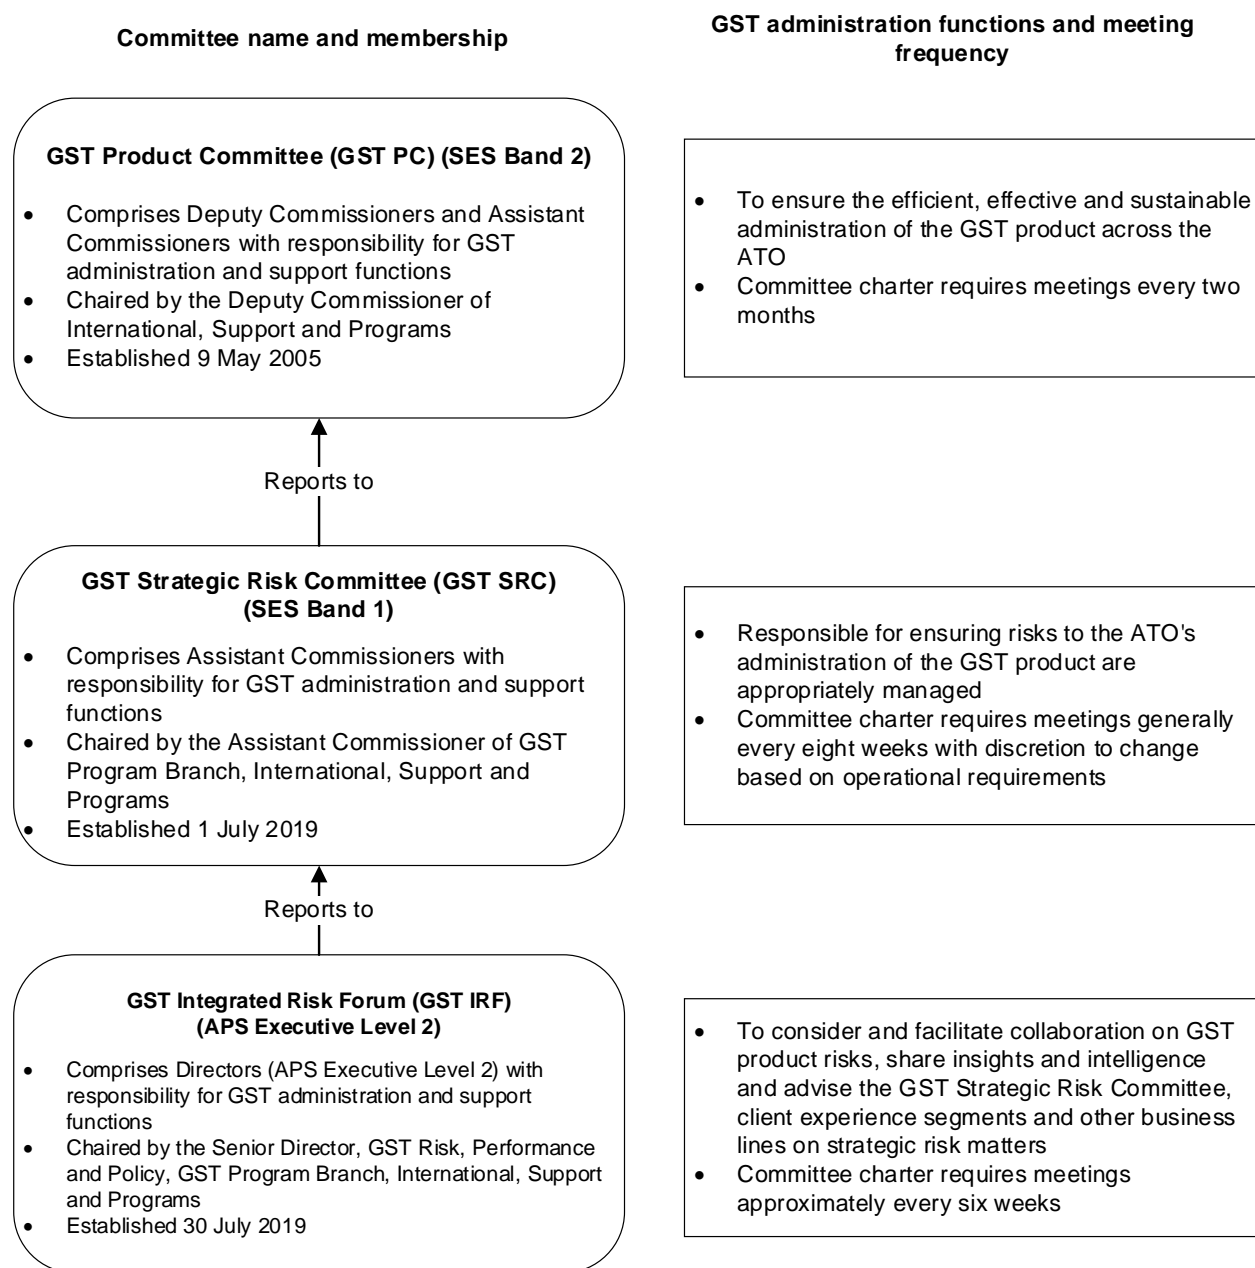 Committee name and membership
GST administration functions and meeting
frequency
GST Product Committee (GST PC) (SES Band 2)
• Comprises Deputy Commissioners and Assistant
Commissioners with responsibility for GST
administration and support functions
• Chaired by the Deputy Commissioner of
International, Support and Programs
• Established 9 May 2005
• To ensure the efficient, effective and sustainable
administration of the GST product across the
ATO
• Committee charter requires meetings every two
months
Reports to
GST Strategic Risk Committee (GST SRC)
(SES Band 1)
• Comprises Assistant Commissioners with
responsibility for GST administration and support
functions
• Chaired by the Assistant Commissioner of GST
Program Branch, International, Support and
Programs
• Established 1 July 2019
• Responsible for ensuring risks to the ATO's
administration of the GST product are
appropriately managed
• Committee charter requires meetings generally
every eight weeks with discretion to change
based on operational requirements
Reports to
GST Integrated Risk Forum (GST IRF)
(APS Executive Level 2)
• Comprises Directors (APS Executive Level 2) with
responsibility for GST administration and support
functions
• Chaired by the Senior Director, GST Risk, Performance
and Policy, GST Program Branch, International, Support
and Programs
• Established 30 July 2019
• To consider and facilitate collaboration on GST
product risks, share insights and intelligence
and advise the GST Strategic Risk Committee,
client experience segments and other business
lines on strategic risk matters
• Committee charter requires meetings
approximately every six weeks